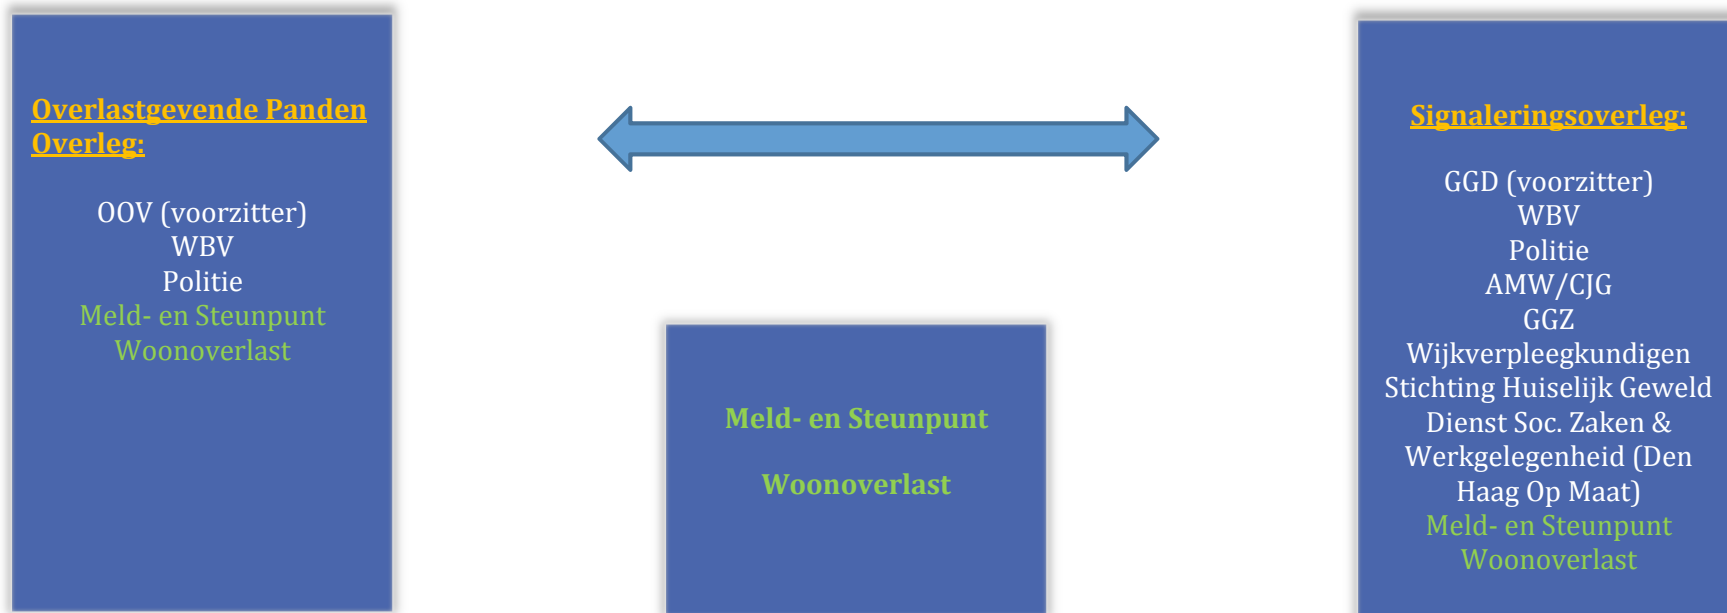 Overlastgevende Panden
Overleg:
OOV (voorzitter)
WBV
Politie
Meld- en Steunpunt
Woonoverlast
Meld- en Steunpunt
Woonoverlast
Signaleringsoverleg:
GGD (voorzitter)
WBV
Politie
AMW/CJG
GGZ
Wijkverpleegkundigen
Stichting Huiselijk Geweld
Dienst Soc. Zaken &
Werkgelegenheid (Den
Haag Op Maat)
Meld- en Steunpunt
Woonoverlast